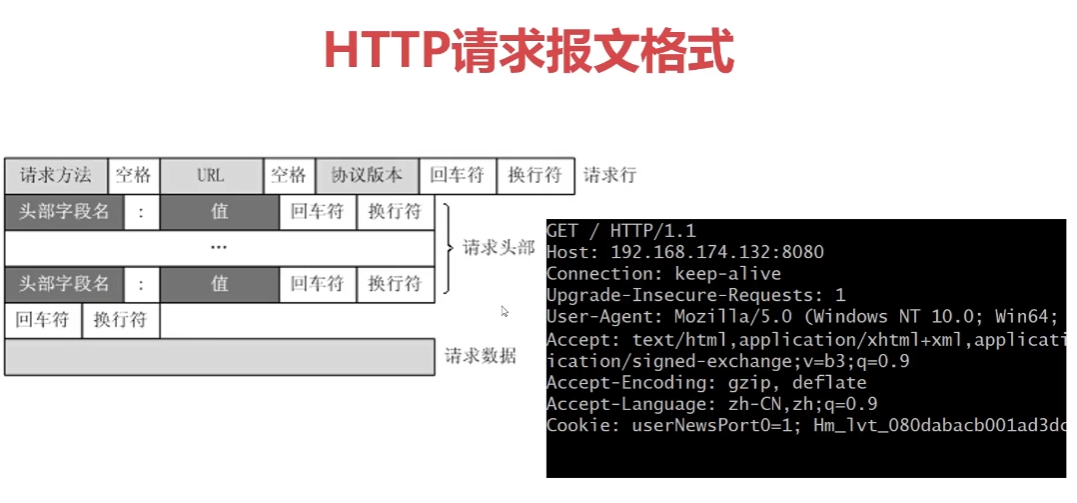 HTTP请求报文格式
请求方法 空格 URL 空格 协议版本 回车符 换行符 请求行
头部字段名 : 值 回车符 换行符
... 请求头部
头部字段名 : 值 回车符 换行符
回车符 换行符
请求数据
GET / HTTP/1.1
Host: 192.168.174.132:8080
Connection: keep-alive
Upgrade-Insecure-Requests: 1
User-Agent: Mozilla/5.0 (Windows NT 10.0; Win64;
Accept: text/html,application/xhtml+xml,applicati
ication/signed-exchange;v=b3;q=0.9
Accept-Encoding: gzip, deflate
Accept-Language: zh-CN,zh;q=0.9
Cookie: userNewsPort0=1; Hm_lvt_080dabacb001ad3dc